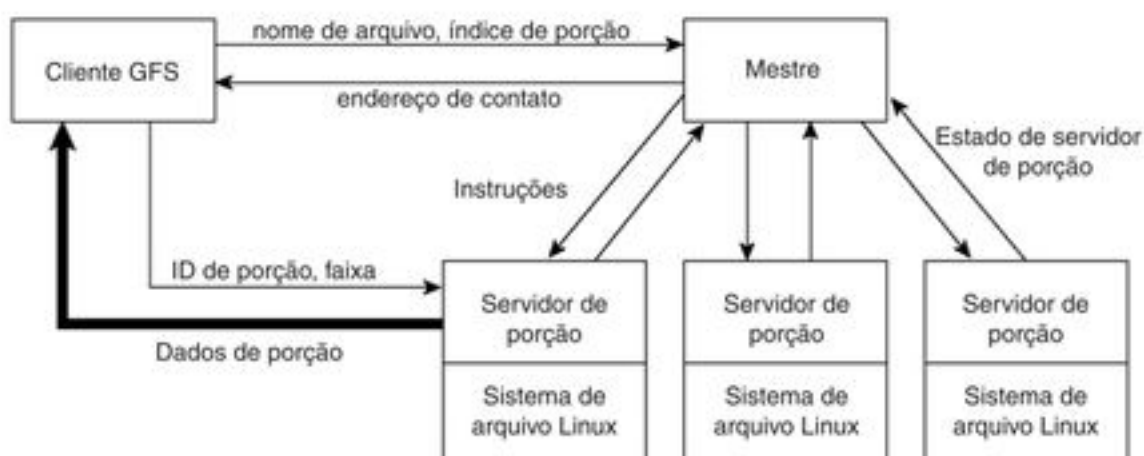 nome de arquivo, índice de porção
Cliente GFS
Mestre
endereço de contato
Estado de servidor
de porção
Instruções
ID de porção, faixa
Servidor de
porção
Servidor de
porção
Servidor de
porção
Dados de porção
Sistema de
arquivo Linux
Sistema de
arquivo Linux
Sistema de
arquivo Linux